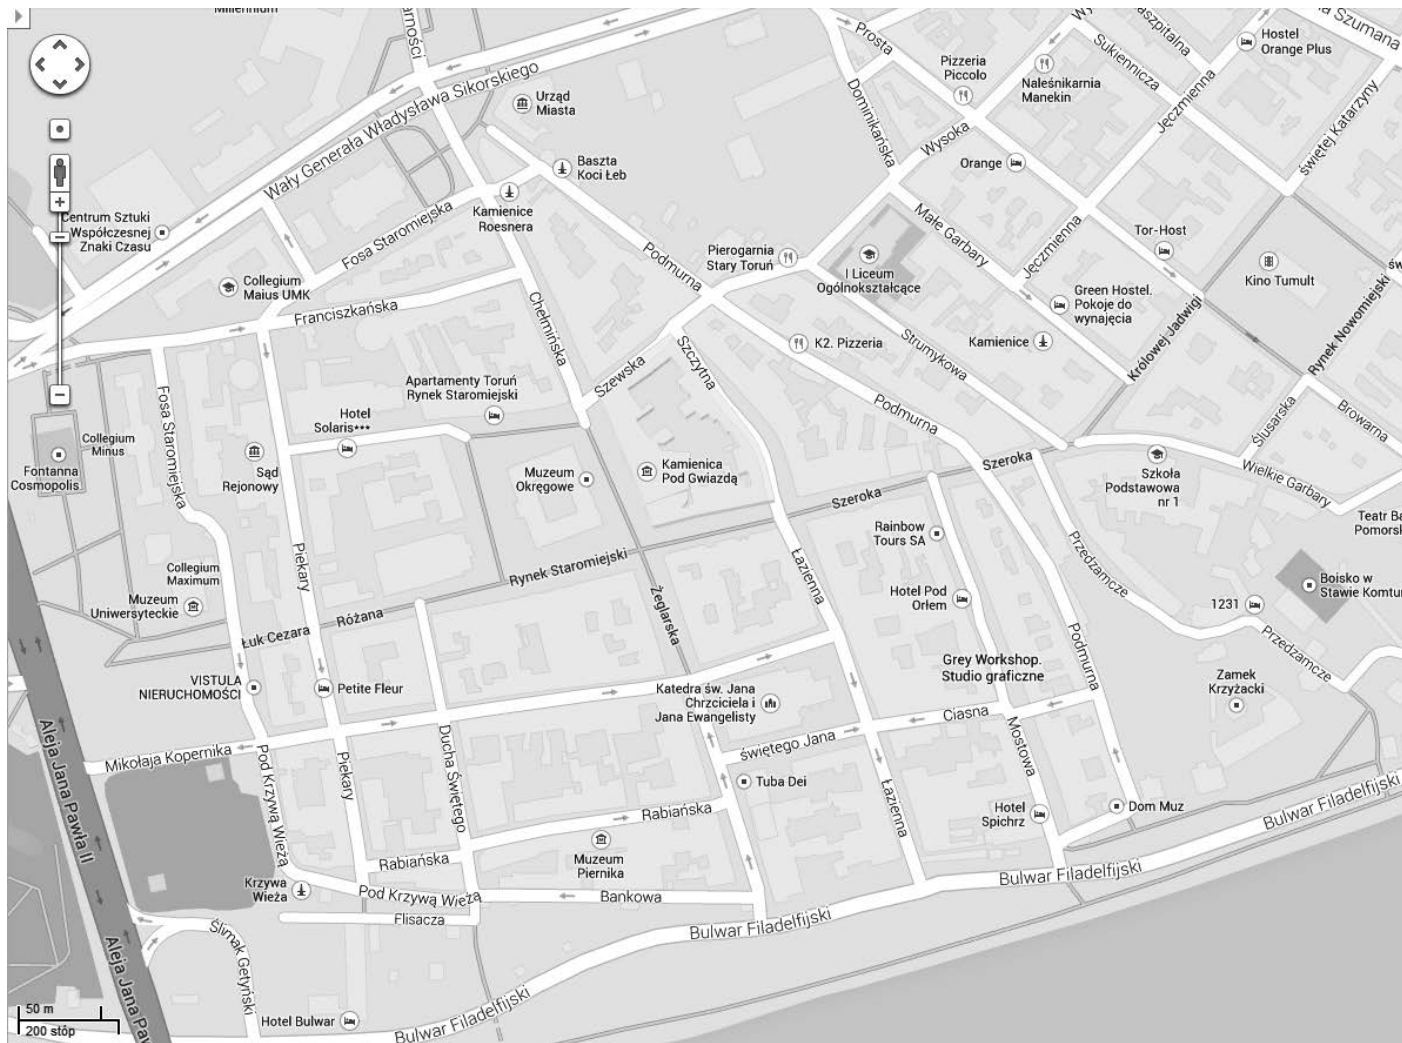 Millennium
Prosta
Pizzeria
Piccolo
Naleśnikarnia
Manekin
Sukiennicza
Hostel
Orange Plus
a Szumana
Jęczmienna
świętej Katarzyny
Wały Generała Władysława Sikorskiego
Urząd
Miasta
Dominikańska
Wysoka
Orange
Baszta
Koci Łeb
Kamienice
Roesnera
Centrum Sztuki
Współczesnej
Znaki Czasu
Fosa Staromiejska
Podmurna
Pierogarnia
Stary Toruń
I Liceum
Ogólnokształcące
Małe Garbary
Jęczmienna
Tor-Host
Kino Tumult
Rynek Nowomiejski
Collegium
Maius UMK
Franciszkańska
Chełmińska
Green Hostel.
Pokoje do
wynajęcia
Królowej Jadwigi
K2. Pizzeria
Strumykowa
Kamienice
Szewska
Szczytna
Apartamenty Toruń
Rynek Staromiejski
Hotel
Solaris***
Podmurna
Ślusarska
Browarna
Fosa Staromiejska
Collegium
Minus
Fontanna
Cosmopolis
Sąd
Rejonowy
Muzeum
Okręgowe
Kamienica
Pod Gwiazdą
Szeroka
Szeroka
Szkoła
Podstawowa
nr 1
Wielkie Garbary
Teatr Ba
Pomorsk
Rainbow
Tours SA
Piekary
Rynek Staromiejski
Łazienna
Przedzamcze
Collegium
Maximum
Muzeum
Uniwersyteckie
Hotel Pod
Orłem
1231
Boisko w
Stawie Komtur
Łuk Cezara
Różana
Żeglarska
Podmurna
Przedzamcze
Grey Workshop.
Studio graficzne
Zamek
Krzyżacki
VISTULA
NIERUCHOMOŚCI
Petite Fleur
Katedra św. Jana
Chrzciciela i
Jana Ewangelisty
Ciasna
Mostowa
świętego Jana
Mikołaja Kopernika
Aleja Jana Pawła II
Pod Krzywą Wieżą
Piekary
Ducha Świętego
Tuba Dei
Łazienna
Hotel
Spichrz
Dom Muz
Bulwar Filadelfijski
Rabiańska
Rabiańska
Muzeum
Piernika
Krzywa
Wieża
Pod Krzywą Wieżą
Bankowa
Bulwar Filadelfijski
Flisacza
Bulwar Filadelfijski
Ślimak Getyński
Aleja Jana Paw
Hotel Bulwar
Bulwar Filadelfijski
50 m
200 stóp